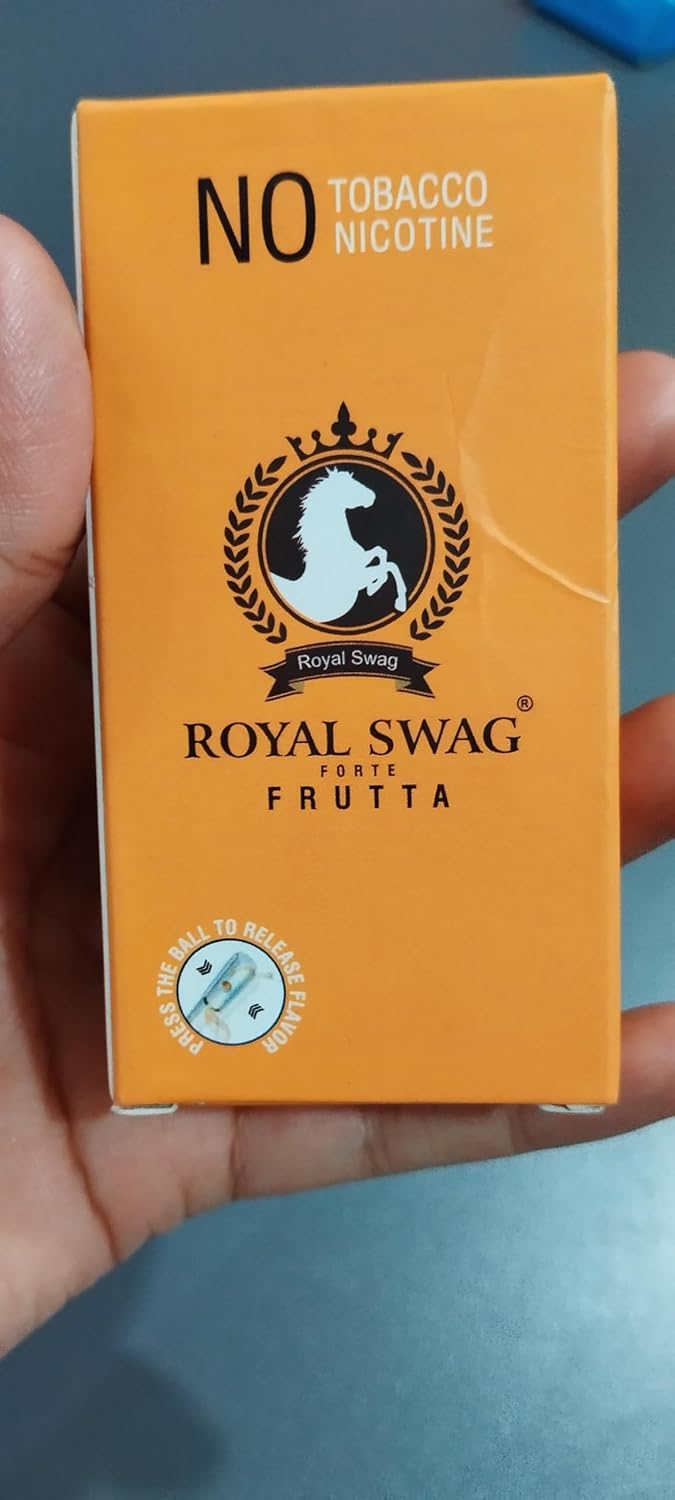 NO TOBACCO
NICOTINE
Royal Swag
ROYAL SWAG®
FORTE
FRUTTA
PRESS THE BALL TO RELEASE FLAVOR